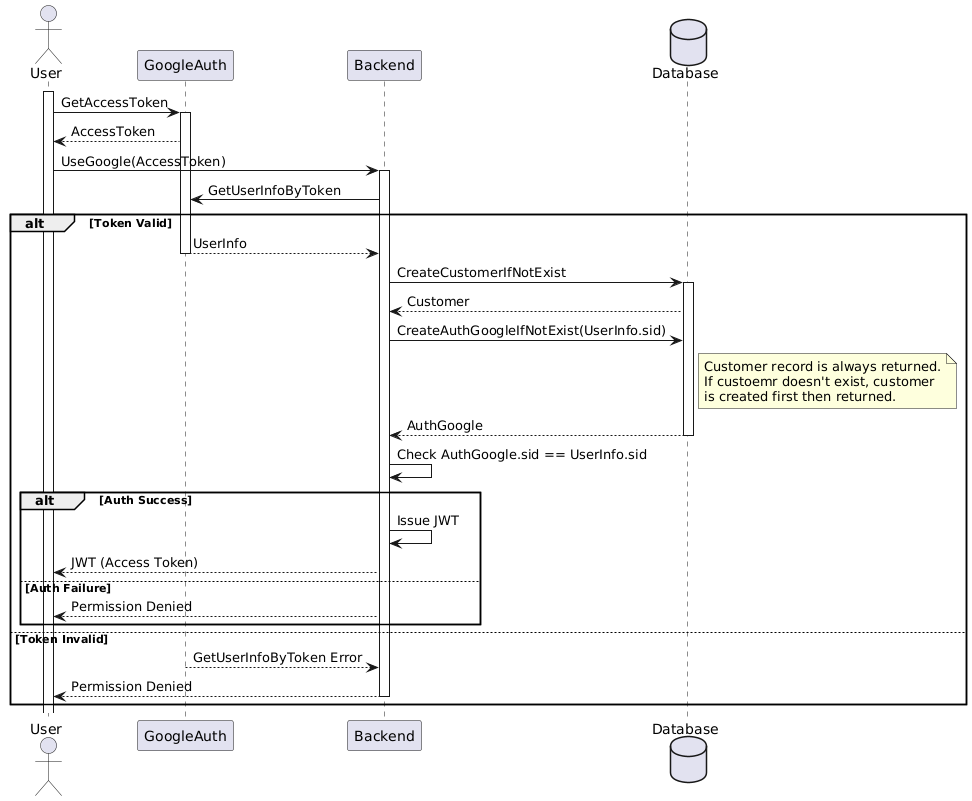 User
GoogleAuth
Backend
Database
GetAccessToken
AccessToken
UseGoogle(AccessToken)
GetUserInfoByToken
alt [Token Valid]
UserInfo
CreateCustomerIfNotExist
Customer
CreateAuthGoogleIfNotExist(UserInfo.sid)
Customer record is always returned.
If custoemr doesn't exist, customer
is created first then returned.
AuthGoogle
Check AuthGoogle.sid == UserInfo.sid
alt [Auth Success]
Issue JWT
JWT (Access Token)
[Auth Failure]
Permission Denied
[Token Invalid]
GetUserInfoByToken Error
Permission Denied
User
GoogleAuth
Backend
Database